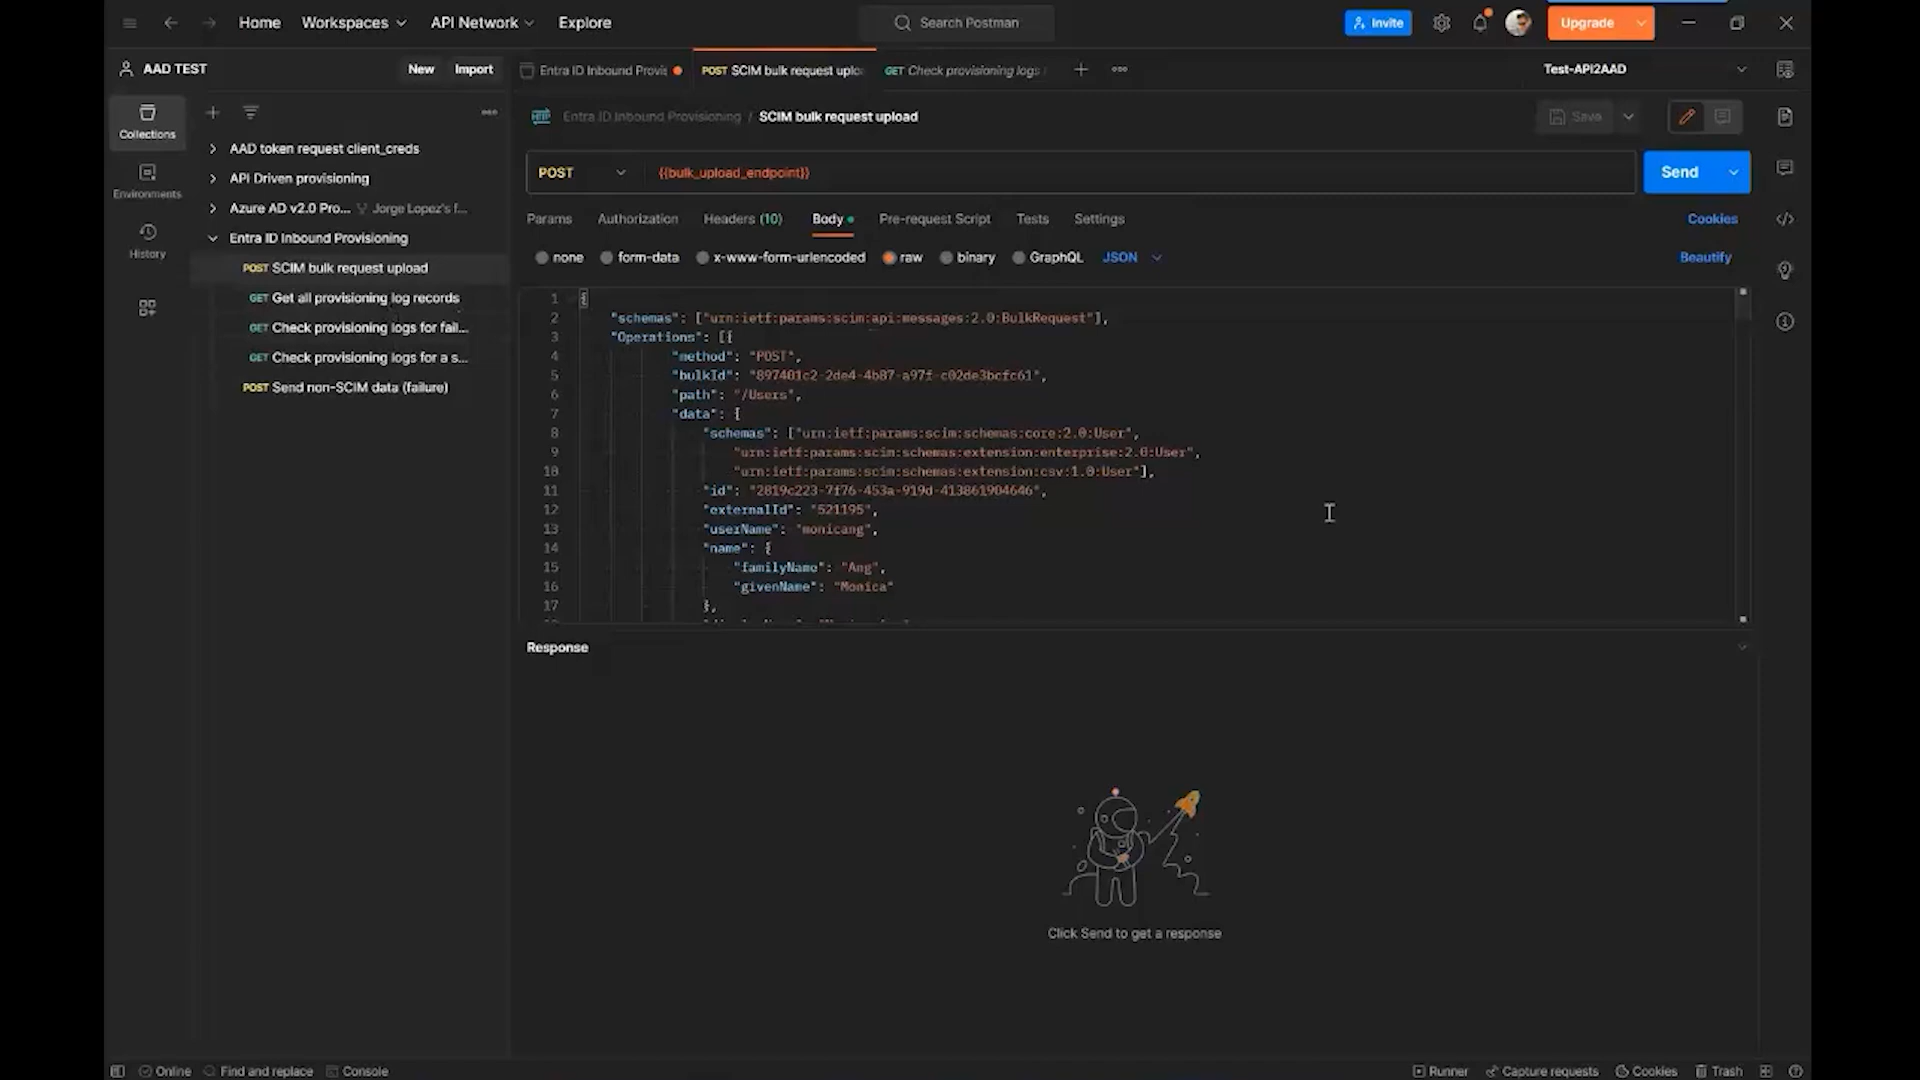 Home Workspaces API Network Explore Search Postman Invite Upgrade
AAD TEST New Import
Entra ID Inbound Provis POST SCIM bulk request uplo GET Check provisioning logs Test-API2AAD
Collections
Environments
History
AAD token request client_creds
API Driven provisioning
Azure AD v2.0 Pro... Jorge Lopez's f...
Entra ID Inbound Provisioning
POST SCIM bulk request upload
GET Get all provisioning log records
GET Check provisioning logs for fail...
GET Check provisioning logs for a s...
POST Send non-SCIM data (failure)
HTTP Entra ID Inbound Provisioning / SCIM bulk request upload Save
POST {{bulk_upload_endpoint}} Send
Params Authorization Headers (10) Body Pre-request Script Tests Settings Cookies
none form-data x-www-form-urlencoded raw binary GraphQL JSON Beautify
1 {
2 "schemas": ["urn:ietf:params:scim:api:messages:2.0:BulkRequest"],
3 "Operations": [{
4 "method": "POST",
5 "bulkId": "897401c2-2de4-4b87-a97f-c02de3bcfc61",
6 "path": "/Users",
7 "data": {
8 "schemas": ["urn:ietf:params:scim:schemas:core:2.0:User",
9 "urn:ietf:params:scim:schemas:extension:enterprise:2.0:User",
10 "urn:ietf:params:scim:schemas:extension:csv:1.0:User"],
11 "id": "2819c223-7f76-453a-919d-413861904646",
12 "externalId": "521195",
13 "userName": "monicang",
14 "name": {
15 "familyName": "Ang",
16 "givenName": "Monica"
17 },
Response
Click Send to get a response
Online Find and replace Console Runner Capture requests Cookies Trash